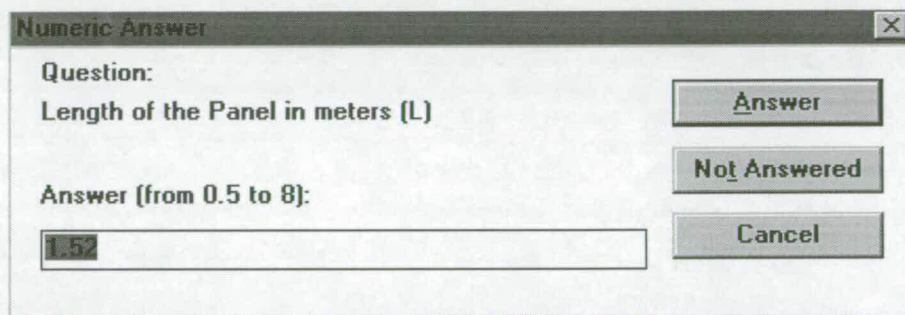 Numeric Answer
Question:
Length of the Panel in meters (L)
Answer (from 0.5 to 8):
1.52
Answer
Not Answered
Cancel